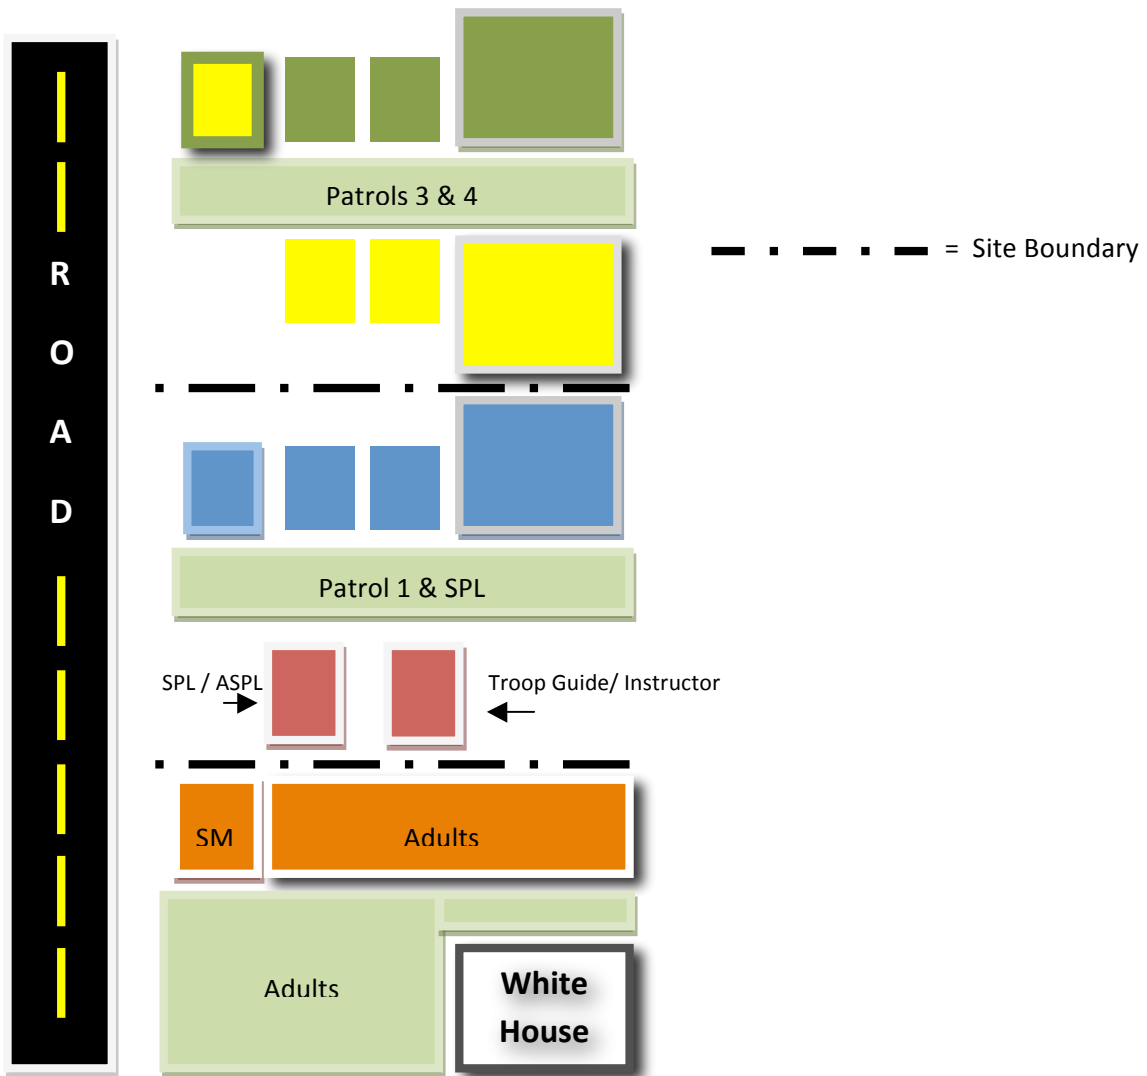 Patrols 3 & 4
= Site Boundary
R
O
A
D
Patrol 1 & SPL
SPL / ASPL
Troop Guide/ Instructor
SM
Adults
Adults
White
House